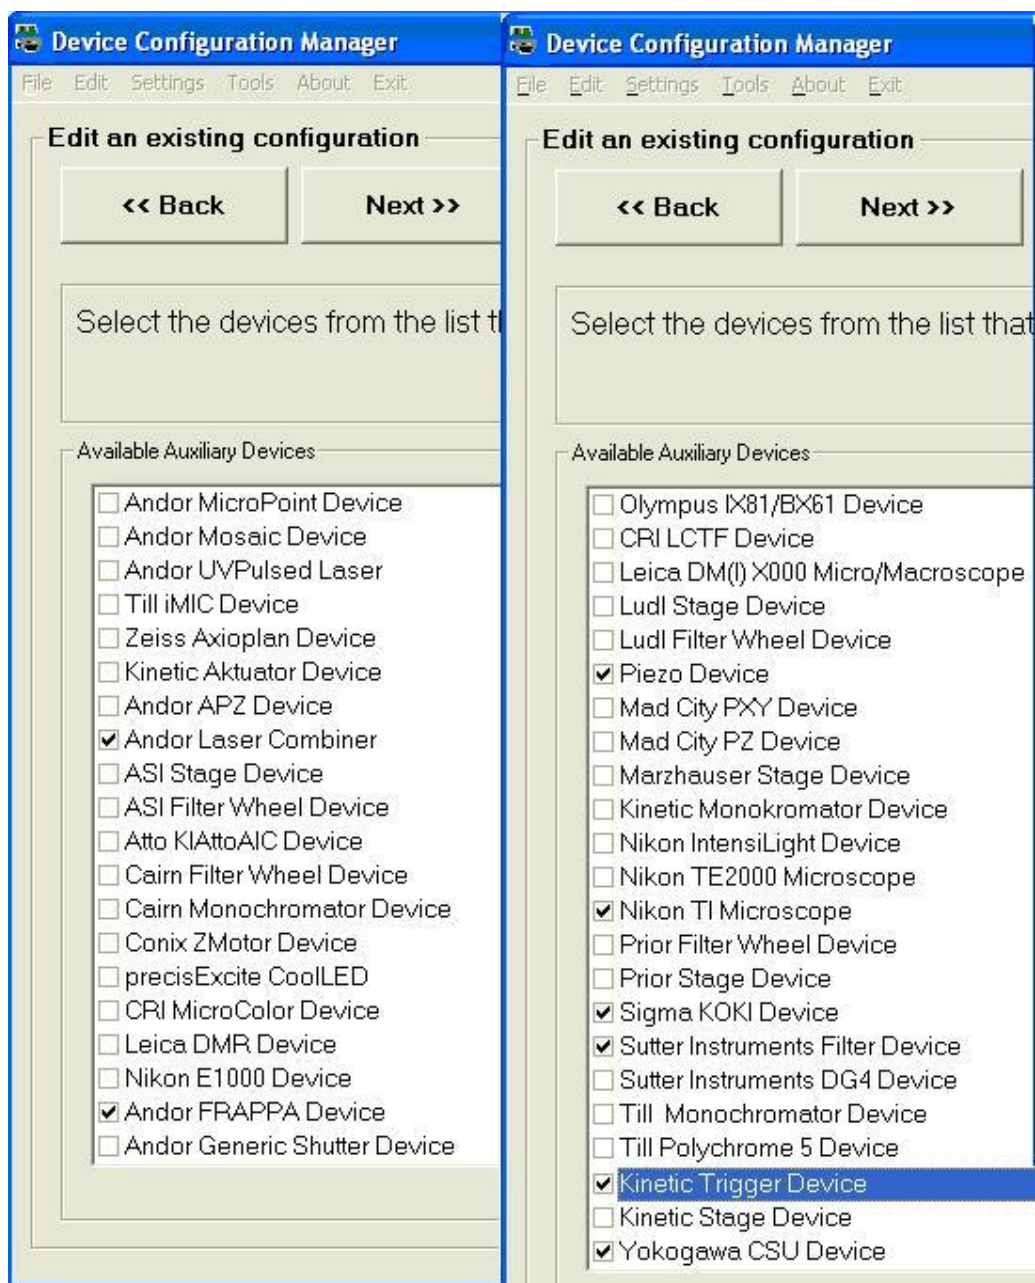 Device Configuration Manager
File Edit Settings Tools About Exit
Edit an existing configuration
<< Back Next >>
Select the devices from the list t
Available Auxiliary Devices
Andor MicroPoint Device
Andor Mosaic Device
Andor UVPulsed Laser
Till iMIC Device
Zeiss Axioplan Device
Kinetic Aktuator Device
Andor APZ Device
Andor Laser Combiner
ASI Stage Device
ASI Filter Wheel Device
Atto KIAttoAIC Device
Cairn Filter Wheel Device
Cairn Monochromator Device
Conix ZMotor Device
precisExcite CoolLED
CRI MicroColor Device
Leica DMR Device
Nikon E1000 Device
Andor FRAPPA Device
Andor Generic Shutter Device
Device Configuration Manager
File Edit Settings Tools About Exit
Edit an existing configuration
<< Back Next >>
Select the devices from the list that
Available Auxiliary Devices
Olympus IX81/BX61 Device
CRI LCTF Device
Leica DM(I) X000 Micro/Macroscope
Ludl Stage Device
Ludl Filter Wheel Device
Piezo Device
Mad City PXY Device
Mad City PZ Device
Marzhauser Stage Device
Kinetic Monokromator Device
Nikon IntensiLight Device
Nikon TE2000 Microscope
Nikon TI Microscope
Prior Filter Wheel Device
Prior Stage Device
Sigma KOKI Device
Sutter Instruments Filter Device
Sutter Instruments DG4 Device
Till Monochromator Device
Till Polychrome 5 Device
Kinetic Trigger Device
Kinetic Stage Device
Yokogawa CSU Device